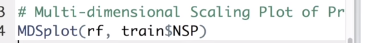 3 # Multi-dimensional Scaling Plot of Pr
4 MDSplot(rf, train$NSP)